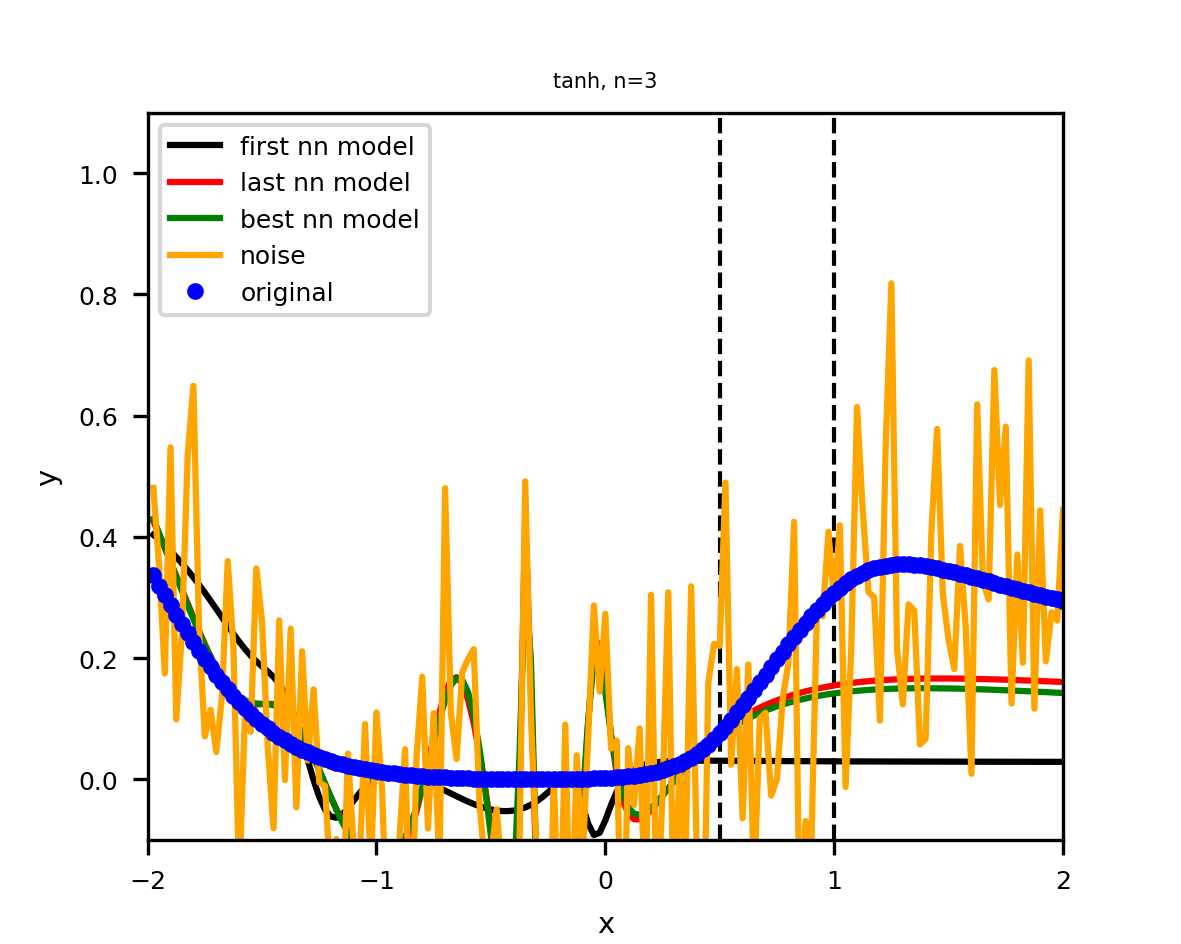 tanh, n=3
first nn model
last nn model
best nn model
noise
original
1.0
0.8
0.6
0.4
0.2
0.0
y
−2 −1 0 1 2
x